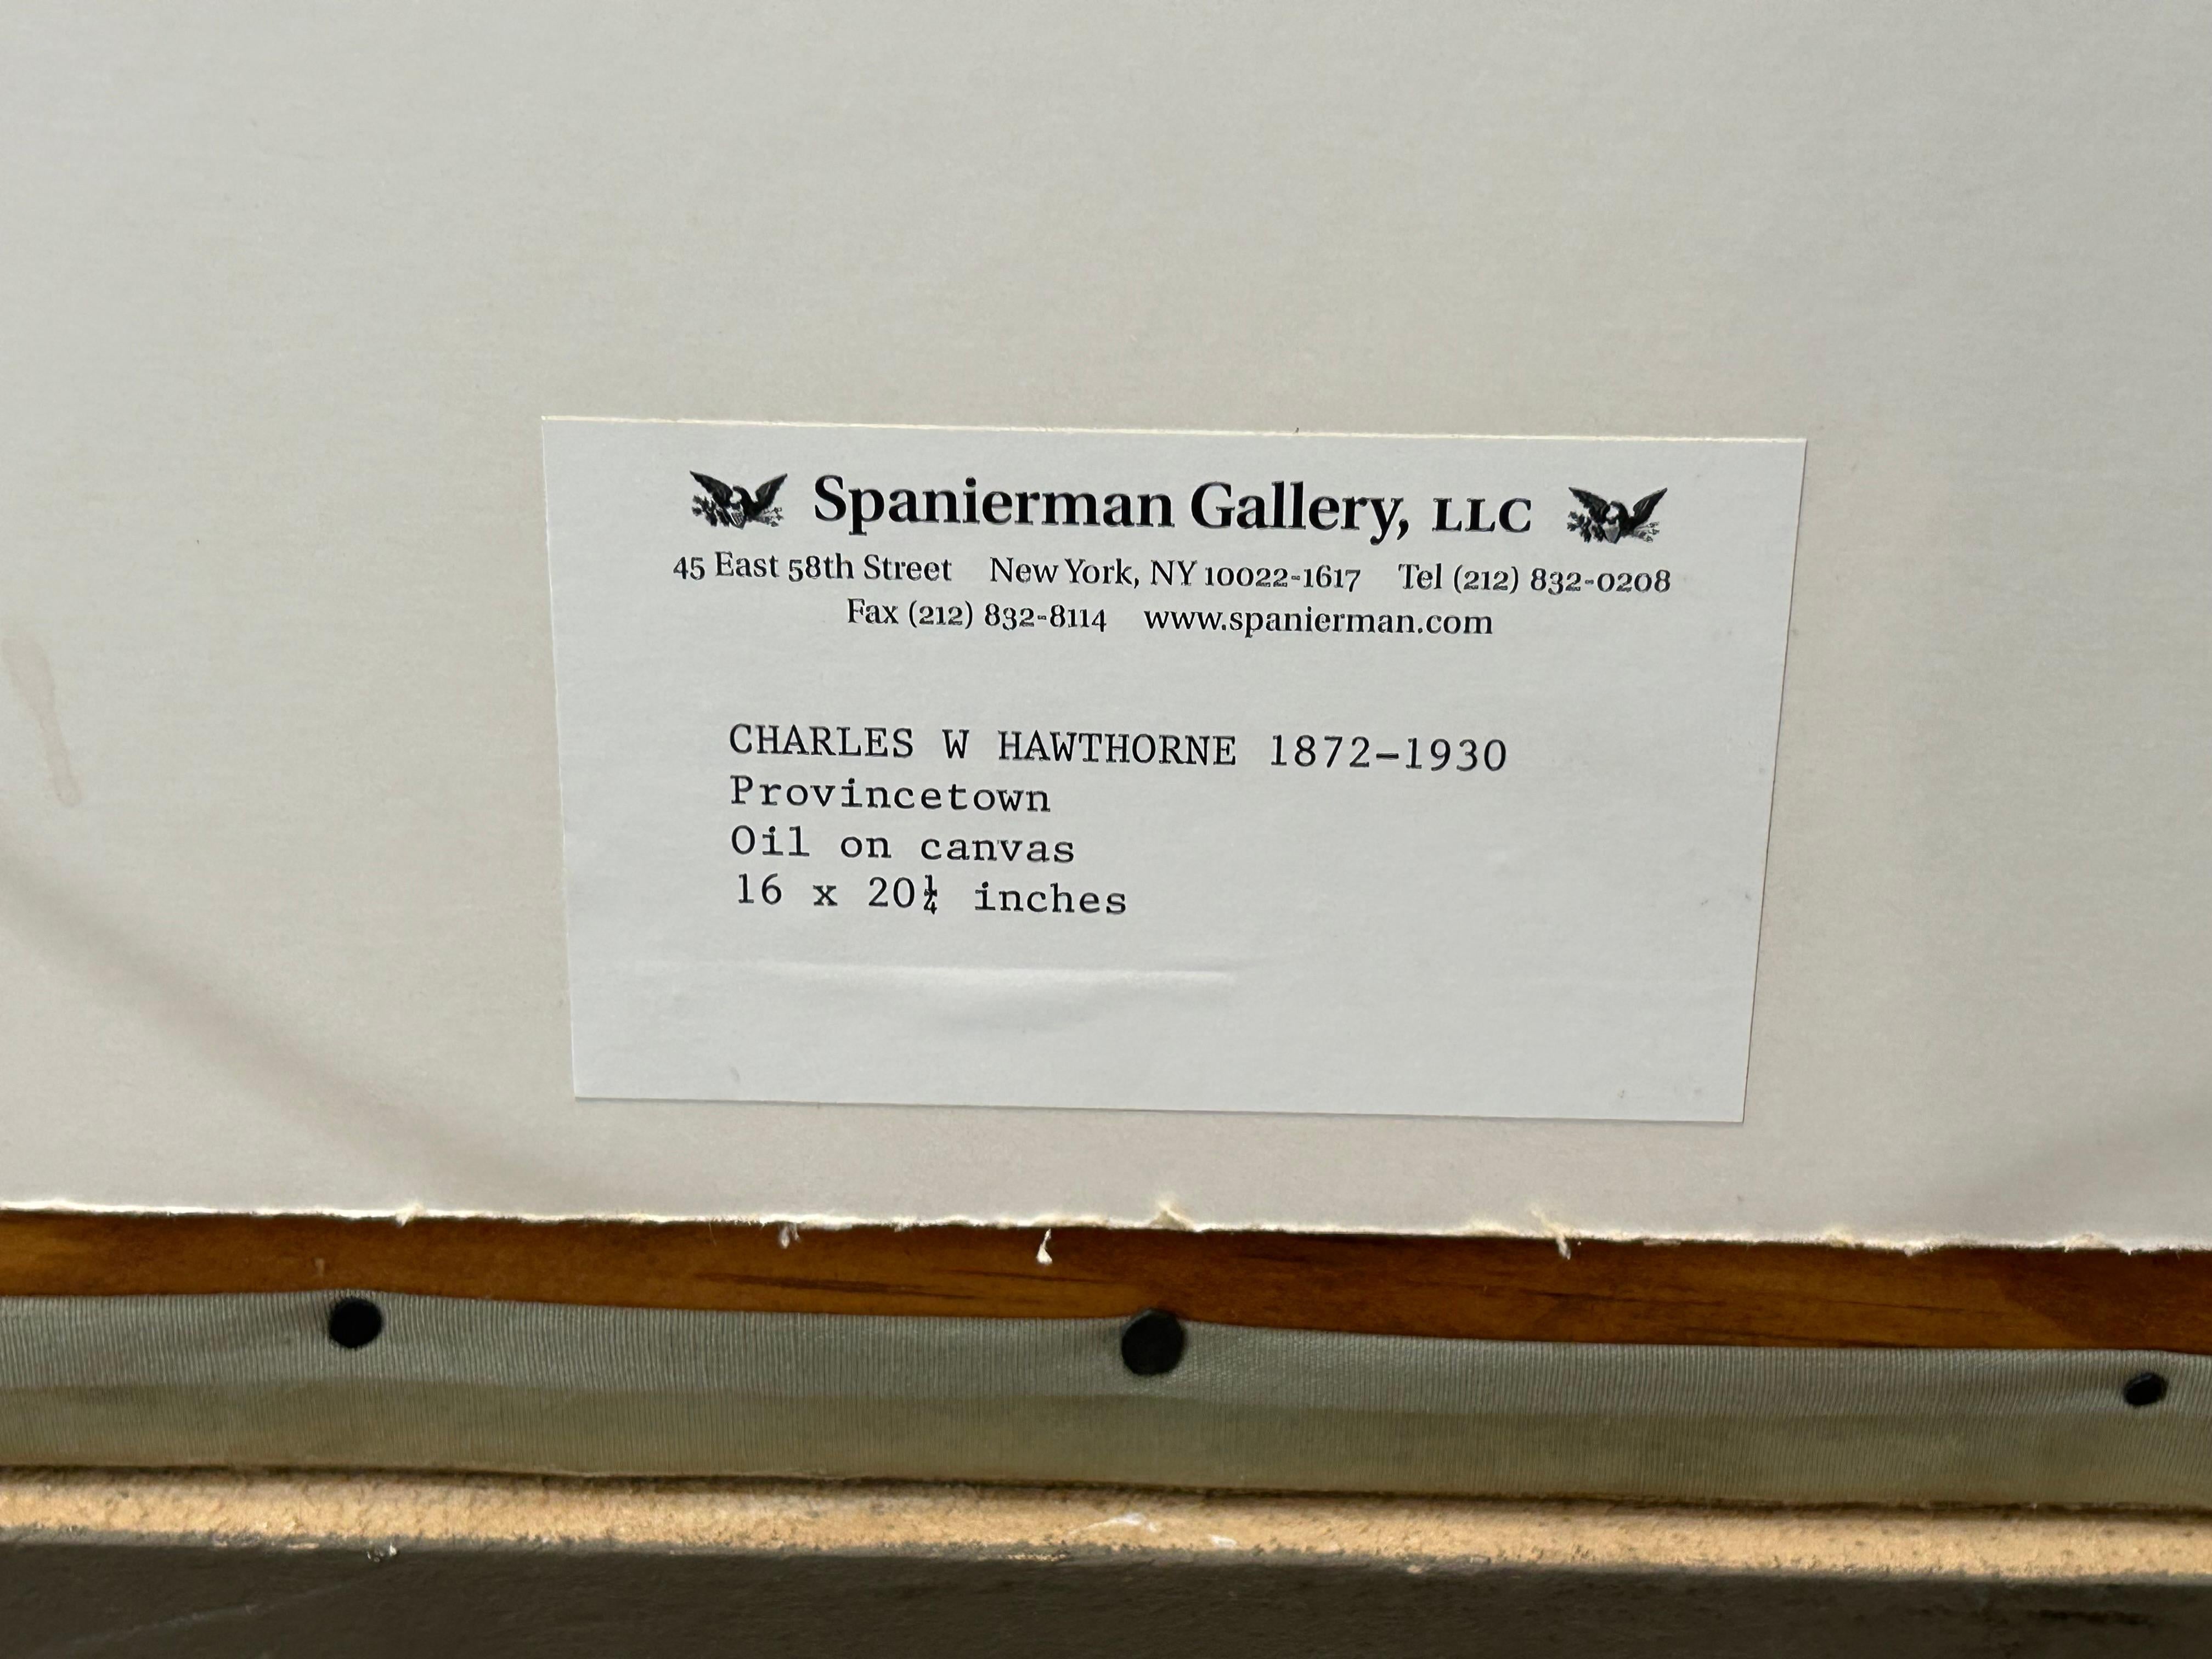 Spanierman Gallery, LLC
45 East 58th Street New York, NY 10022-1617 Tel (212) 832-0208
Fax (212) 832-8114 www.spanierman.com
CHARLES W HAWTHORNE 1872-1930
Provincetown
Oil on canvas
16 x 20¼ inches